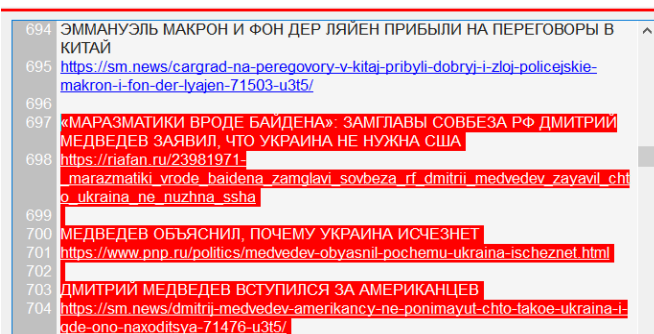 694 ЭММАНУЭЛЬ МАКРОН И ФОН ДЕР ЛЯЙЕН ПРИБЫЛИ НА ПЕРЕГОВОРЫ В
КИТАЙ
695 https://sm.news/cargrad-na-peregovory-v-kitaj-pribyli-dobryj-i-zloj-policejskie-
makron-i-fon-der-lyajen-71503-u3t5/
696
697 «МАРАЗМАТИКИ ВРОДЕ БАЙДЕНА»: ЗАМГЛАВЫ СОВБЕЗА РФ ДМИТРИЙ
МЕДВЕДЕВ ЗАЯВИЛ, ЧТО УКРАИНА НЕ НУЖНА США
698 https://riafan.ru/23981971-
_marazmatiki_vrode_baidena_zamglavi_sovbeza_rf_dmitrii_medvedev_zayavil_cht
o_ukraina_ne_nuzhna_ssha
699
700 МЕДВЕДЕВ ОБЪЯСНИЛ, ПОЧЕМУ УКРАИНА ИСЧЕЗНЕТ
701 https://www.pnp.ru/politics/medvedev-obyasnil-pochemu-ukraina-ischeznet.html
702
703 ДМИТРИЙ МЕДВЕДЕВ ВСТУПИЛСЯ ЗА АМЕРИКАНЦЕВ
704 https://sm.news/dmitrij-medvedev-amerikancy-ne-ponimayut-chto-takoe-ukraina-i-
gde-ono-naxoditsya-71476-u3t5/